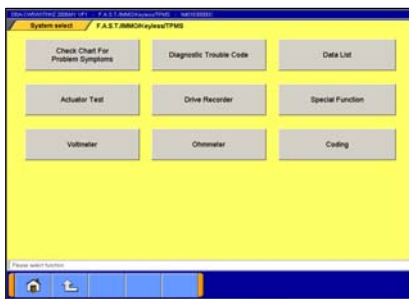 System select
F.A.S.T./IMMO/Keyless/TPMS
Check Chart For
Problem Symptoms
Diagnostic Trouble Code
Data List
Actuator Test
Drive Recorder
Special Function
Voltmeter
Ohmmeter
Coding
Please select function